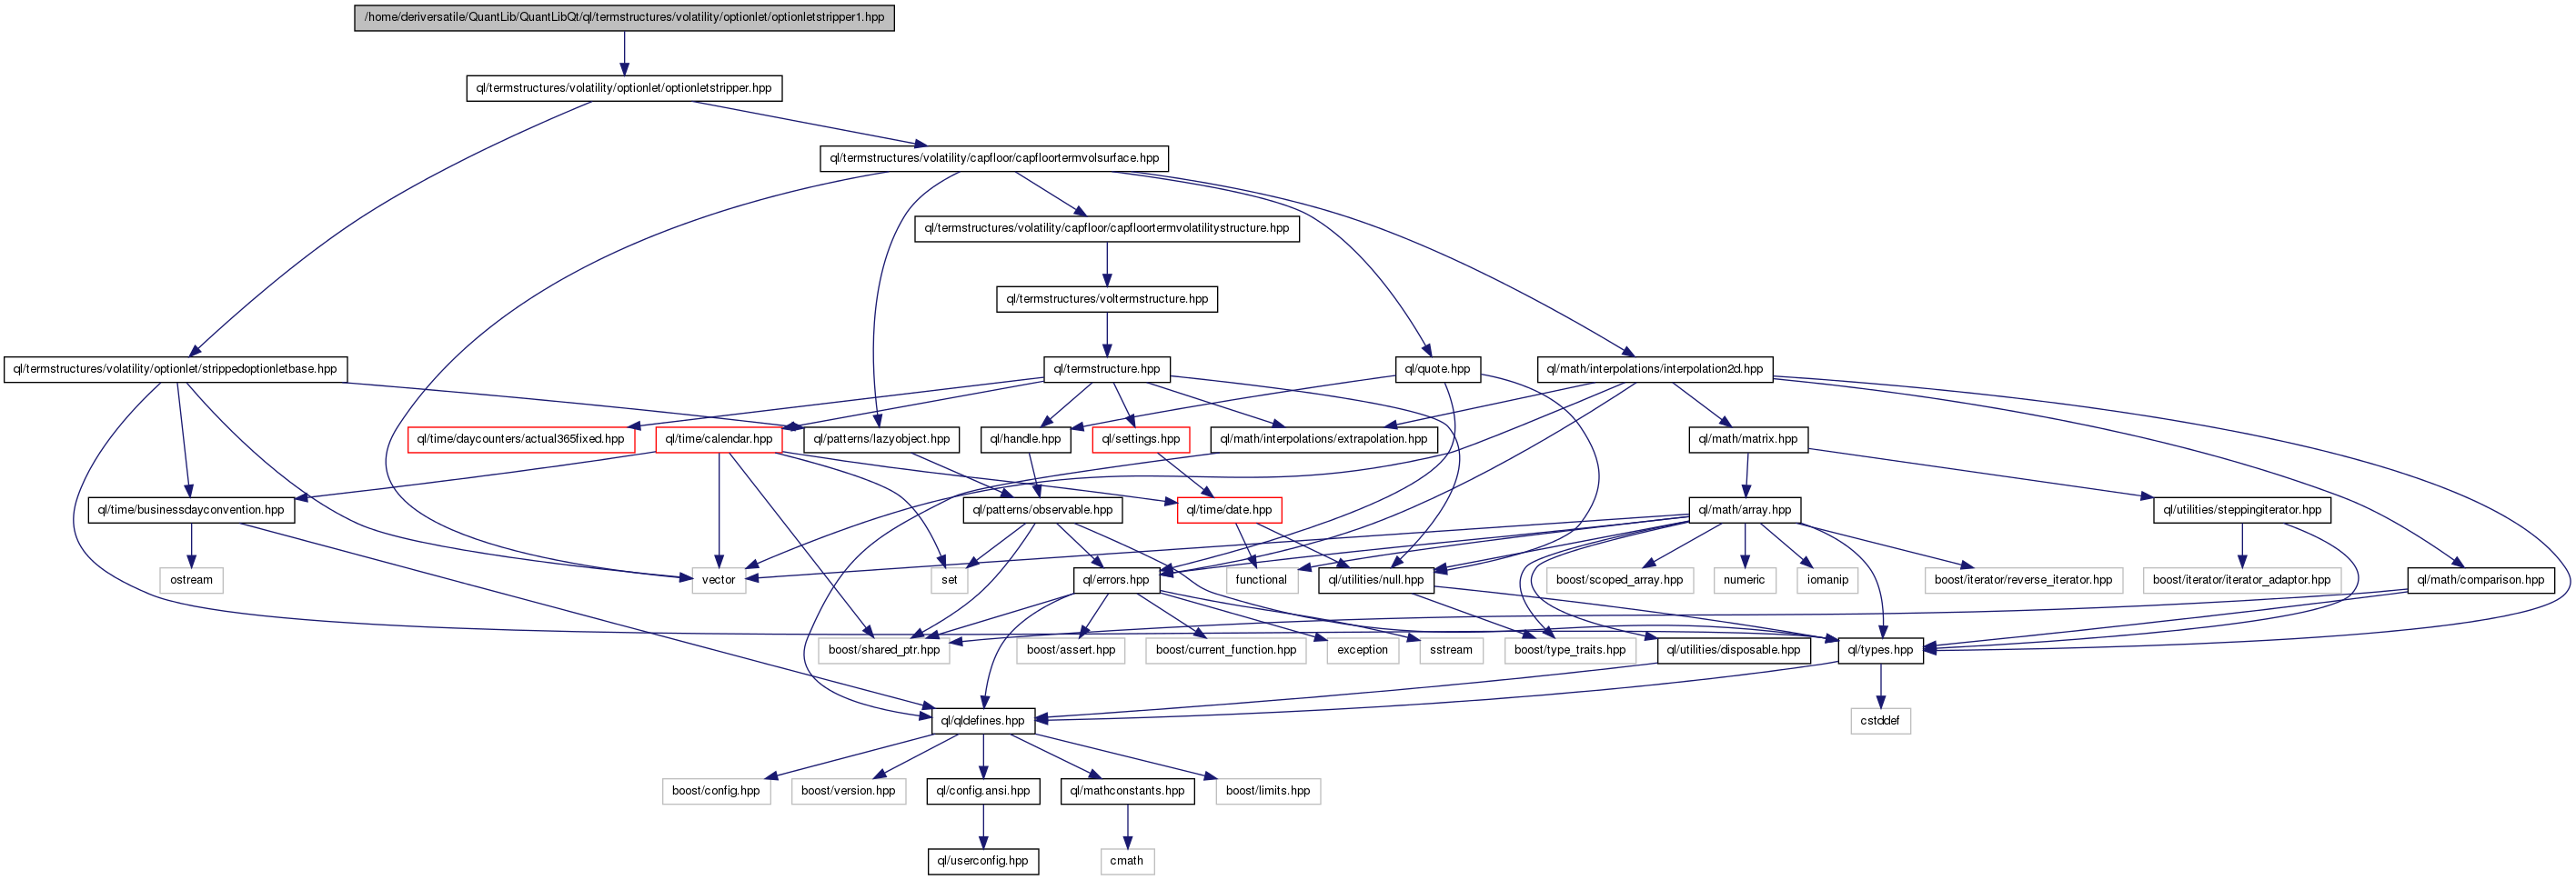 /home/deriversatile/QuantLib/QuantLibQt/ql/termstructures/volatility/optionlet/optionletstripper1.hpp
ql/termstructures/volatility/optionlet/optionletstripper.hpp
ql/termstructures/volatility/capfloor/capfloortermvolsurface.hpp
ql/termstructures/volatility/capfloor/capfloortermvolatilitystructure.hpp
ql/termstructures/voltermstructure.hpp
ql/termstructures/volatility/optionlet/strippedoptionletbase.hpp
ql/termstructure.hpp
ql/quote.hpp
ql/math/interpolations/interpolation2d.hpp
ql/time/daycounters/actual365fixed.hpp
ql/time/calendar.hpp
ql/patterns/lazyobject.hpp
ql/handle.hpp
ql/settings.hpp
ql/math/interpolations/extrapolation.hpp
ql/math/matrix.hpp
ql/time/businessdayconvention.hpp
ql/patterns/observable.hpp
ql/time/date.hpp
ql/math/array.hpp
ql/utilities/steppingiterator.hpp
ostream
vector
set
ql/errors.hpp
functional
ql/utilities/null.hpp
boost/scoped_array.hpp
numeric
iomanip
boost/iterator/reverse_iterator.hpp
boost/iterator/iterator_adaptor.hpp
ql/math/comparison.hpp
boost/shared_ptr.hpp
boost/assert.hpp
boost/current_function.hpp
exception
sstream
boost/type_traits.hpp
ql/utilities/disposable.hpp
ql/types.hpp
ql/qldefines.hpp
cstddef
boost/config.hpp
boost/version.hpp
ql/config.ansi.hpp
ql/mathconstants.hpp
boost/limits.hpp
ql/userconfig.hpp
cmath